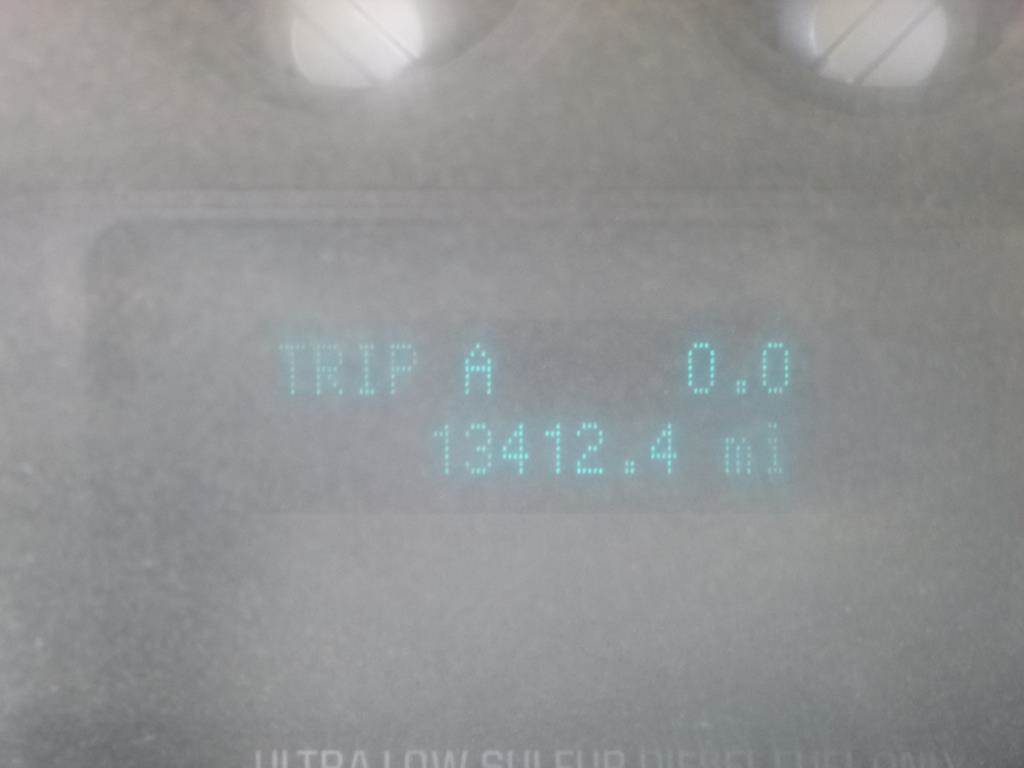 TRIP A 0.0
13412.4 mi
ULTRA LOW SULFUR DIESEL FUEL ONLY